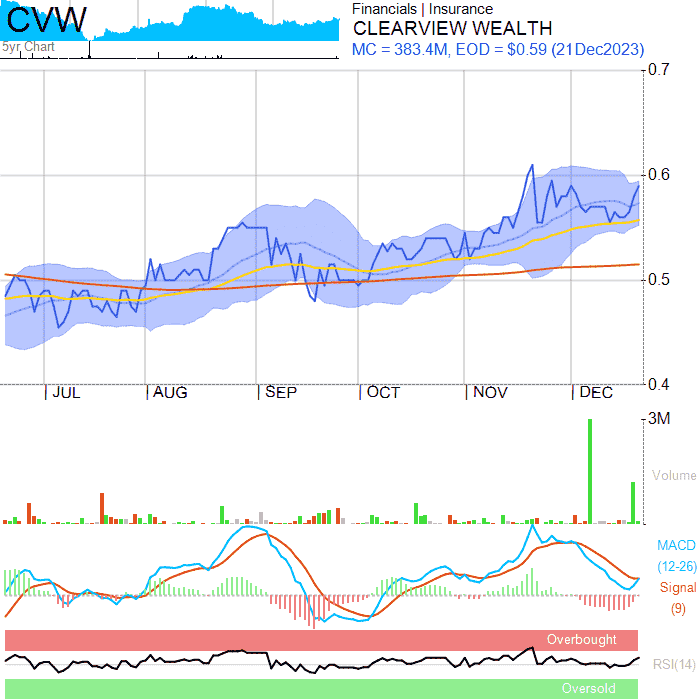 CVW
5yr Chart
Financials | Insurance
CLEARVIEW WEALTH
MC = 383.4M, EOD = $0.59 (21Dec2023)
0.7
0.6
0.5
0.4
JUL AUG SEP OCT NOV DEC
3M
Volume
MACD
(12-26)
Signal
(9)
Overbought
RSI(14)
Oversold